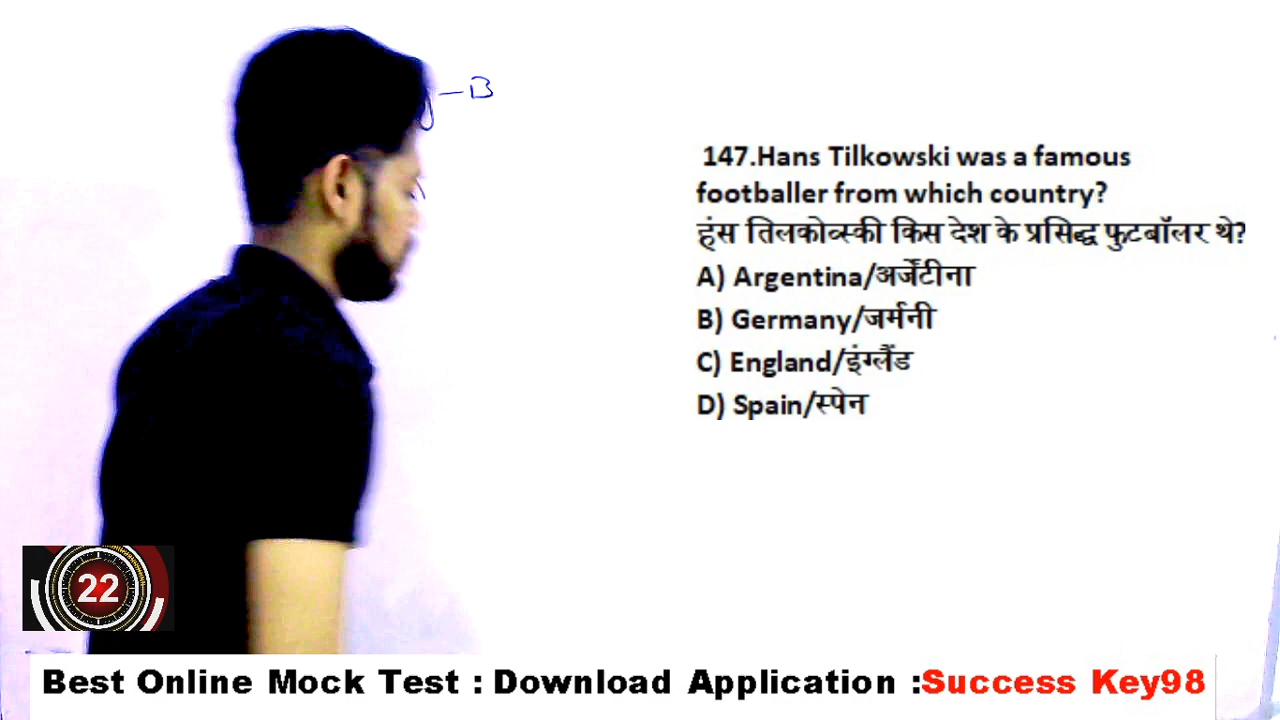 — B
147.Hans Tilkowski was a famous
footballer from which country?
हंस तिलकोव्स्की किस देश के प्रसिद्ध फुटबॉलर थे?
A) Argentina/अर्जेंटीना
B) Germany/जर्मनी
C) England/इंग्लैंड
D) Spain/स्पेन
22
Best Online Mock Test : Download Application :Success Key98